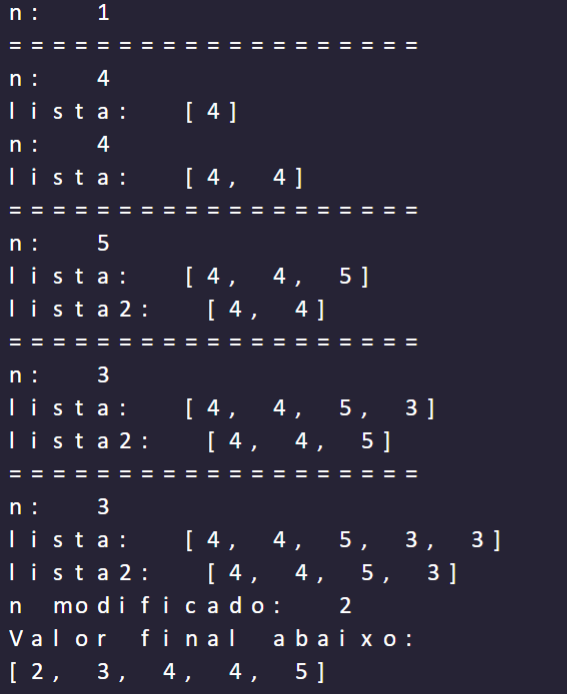 n: 1
===================
n: 4
lista: [4]
n: 4
lista: [4, 4]
===================
n: 5
lista: [4, 4, 5]
lista2: [4, 4]
===================
n: 3
lista: [4, 4, 5, 3]
lista2: [4, 4, 5]
===================
n: 3
lista: [4, 4, 5, 3, 3]
lista2: [4, 4, 5, 3]
n modificado: 2
Valor final abaixo:
[2, 3, 4, 4, 5]